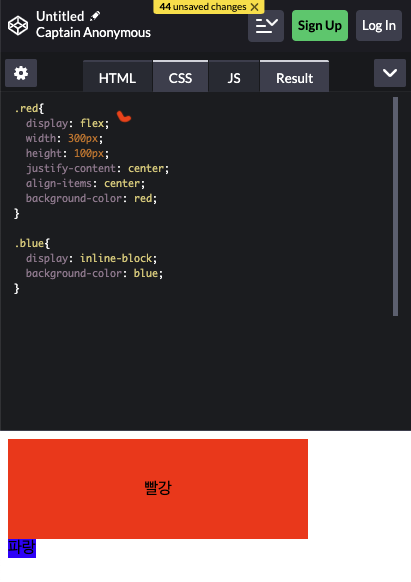 44 unsaved changes
Untitled
Captain Anonymous
Sign Up
Log In
HTML CSS JS Result
.red{
display: flex;
width: 300px;
height: 100px;
justify-content: center;
align-items: center;
background-color: red;
}
.blue{
display: inline-block;
background-color: blue;
}
빨강
파랑